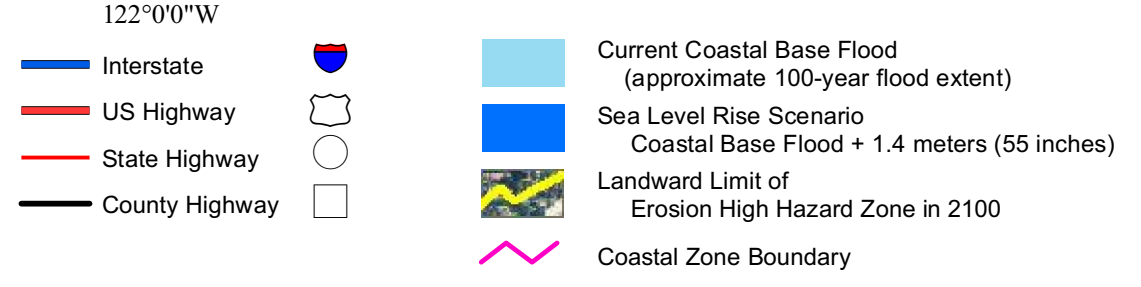 122°0'0"W
Interstate
US Highway
State Highway
County Highway
Current Coastal Base Flood
(approximate 100-year flood extent)
Sea Level Rise Scenario
Coastal Base Flood + 1.4 meters (55 inches)
Landward Limit of
Erosion High Hazard Zone in 2100
Coastal Zone Boundary